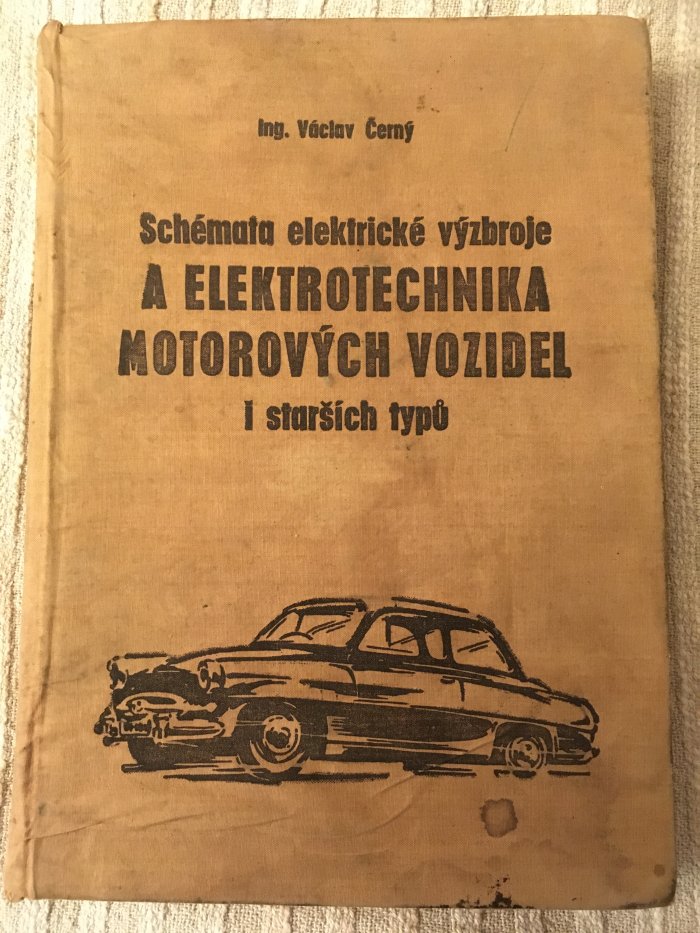 Ing. Václav Černý
Schémata elektrické výzbroje
A ELEKTROTECHNIKA
MOTOROVÝCH VOZIDEL
i starších typů